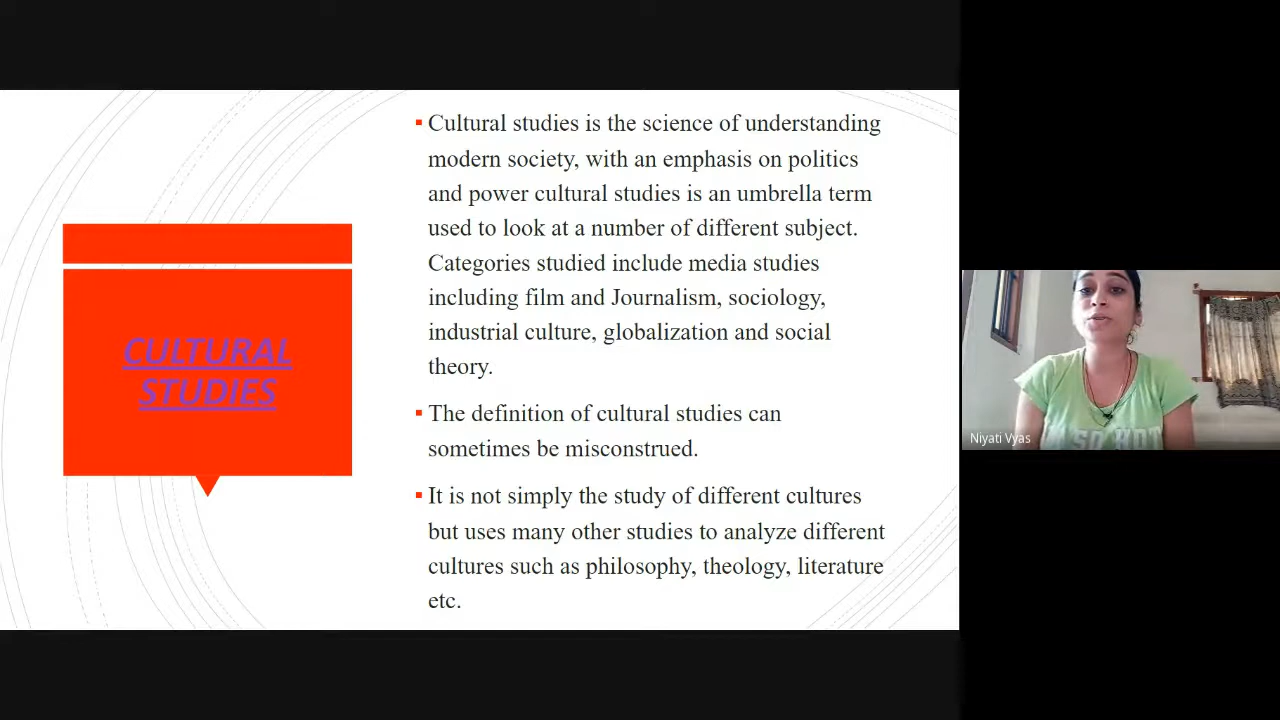 CULTURAL
STUDIES
▪ Cultural studies is the science of understanding
modern society, with an emphasis on politics
and power cultural studies is an umbrella term
used to look at a number of different subject.
Categories studied include media studies
including film and Journalism, sociology,
industrial culture, globalization and social
theory.
▪ The definition of cultural studies can
sometimes be misconstrued.
▪ It is not simply the study of different cultures
but uses many other studies to analyze different
cultures such as philosophy, theology, literature
etc.
SO HOT
Niyati Vyas